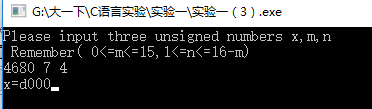 G:\大一下\C语言实验\实验一\实验一（3）.exe
Please input three unsigned numbers x,m,n
 Remember( 0<=m<=15,1<=n<=16-m)
4680 7 4
x=d000